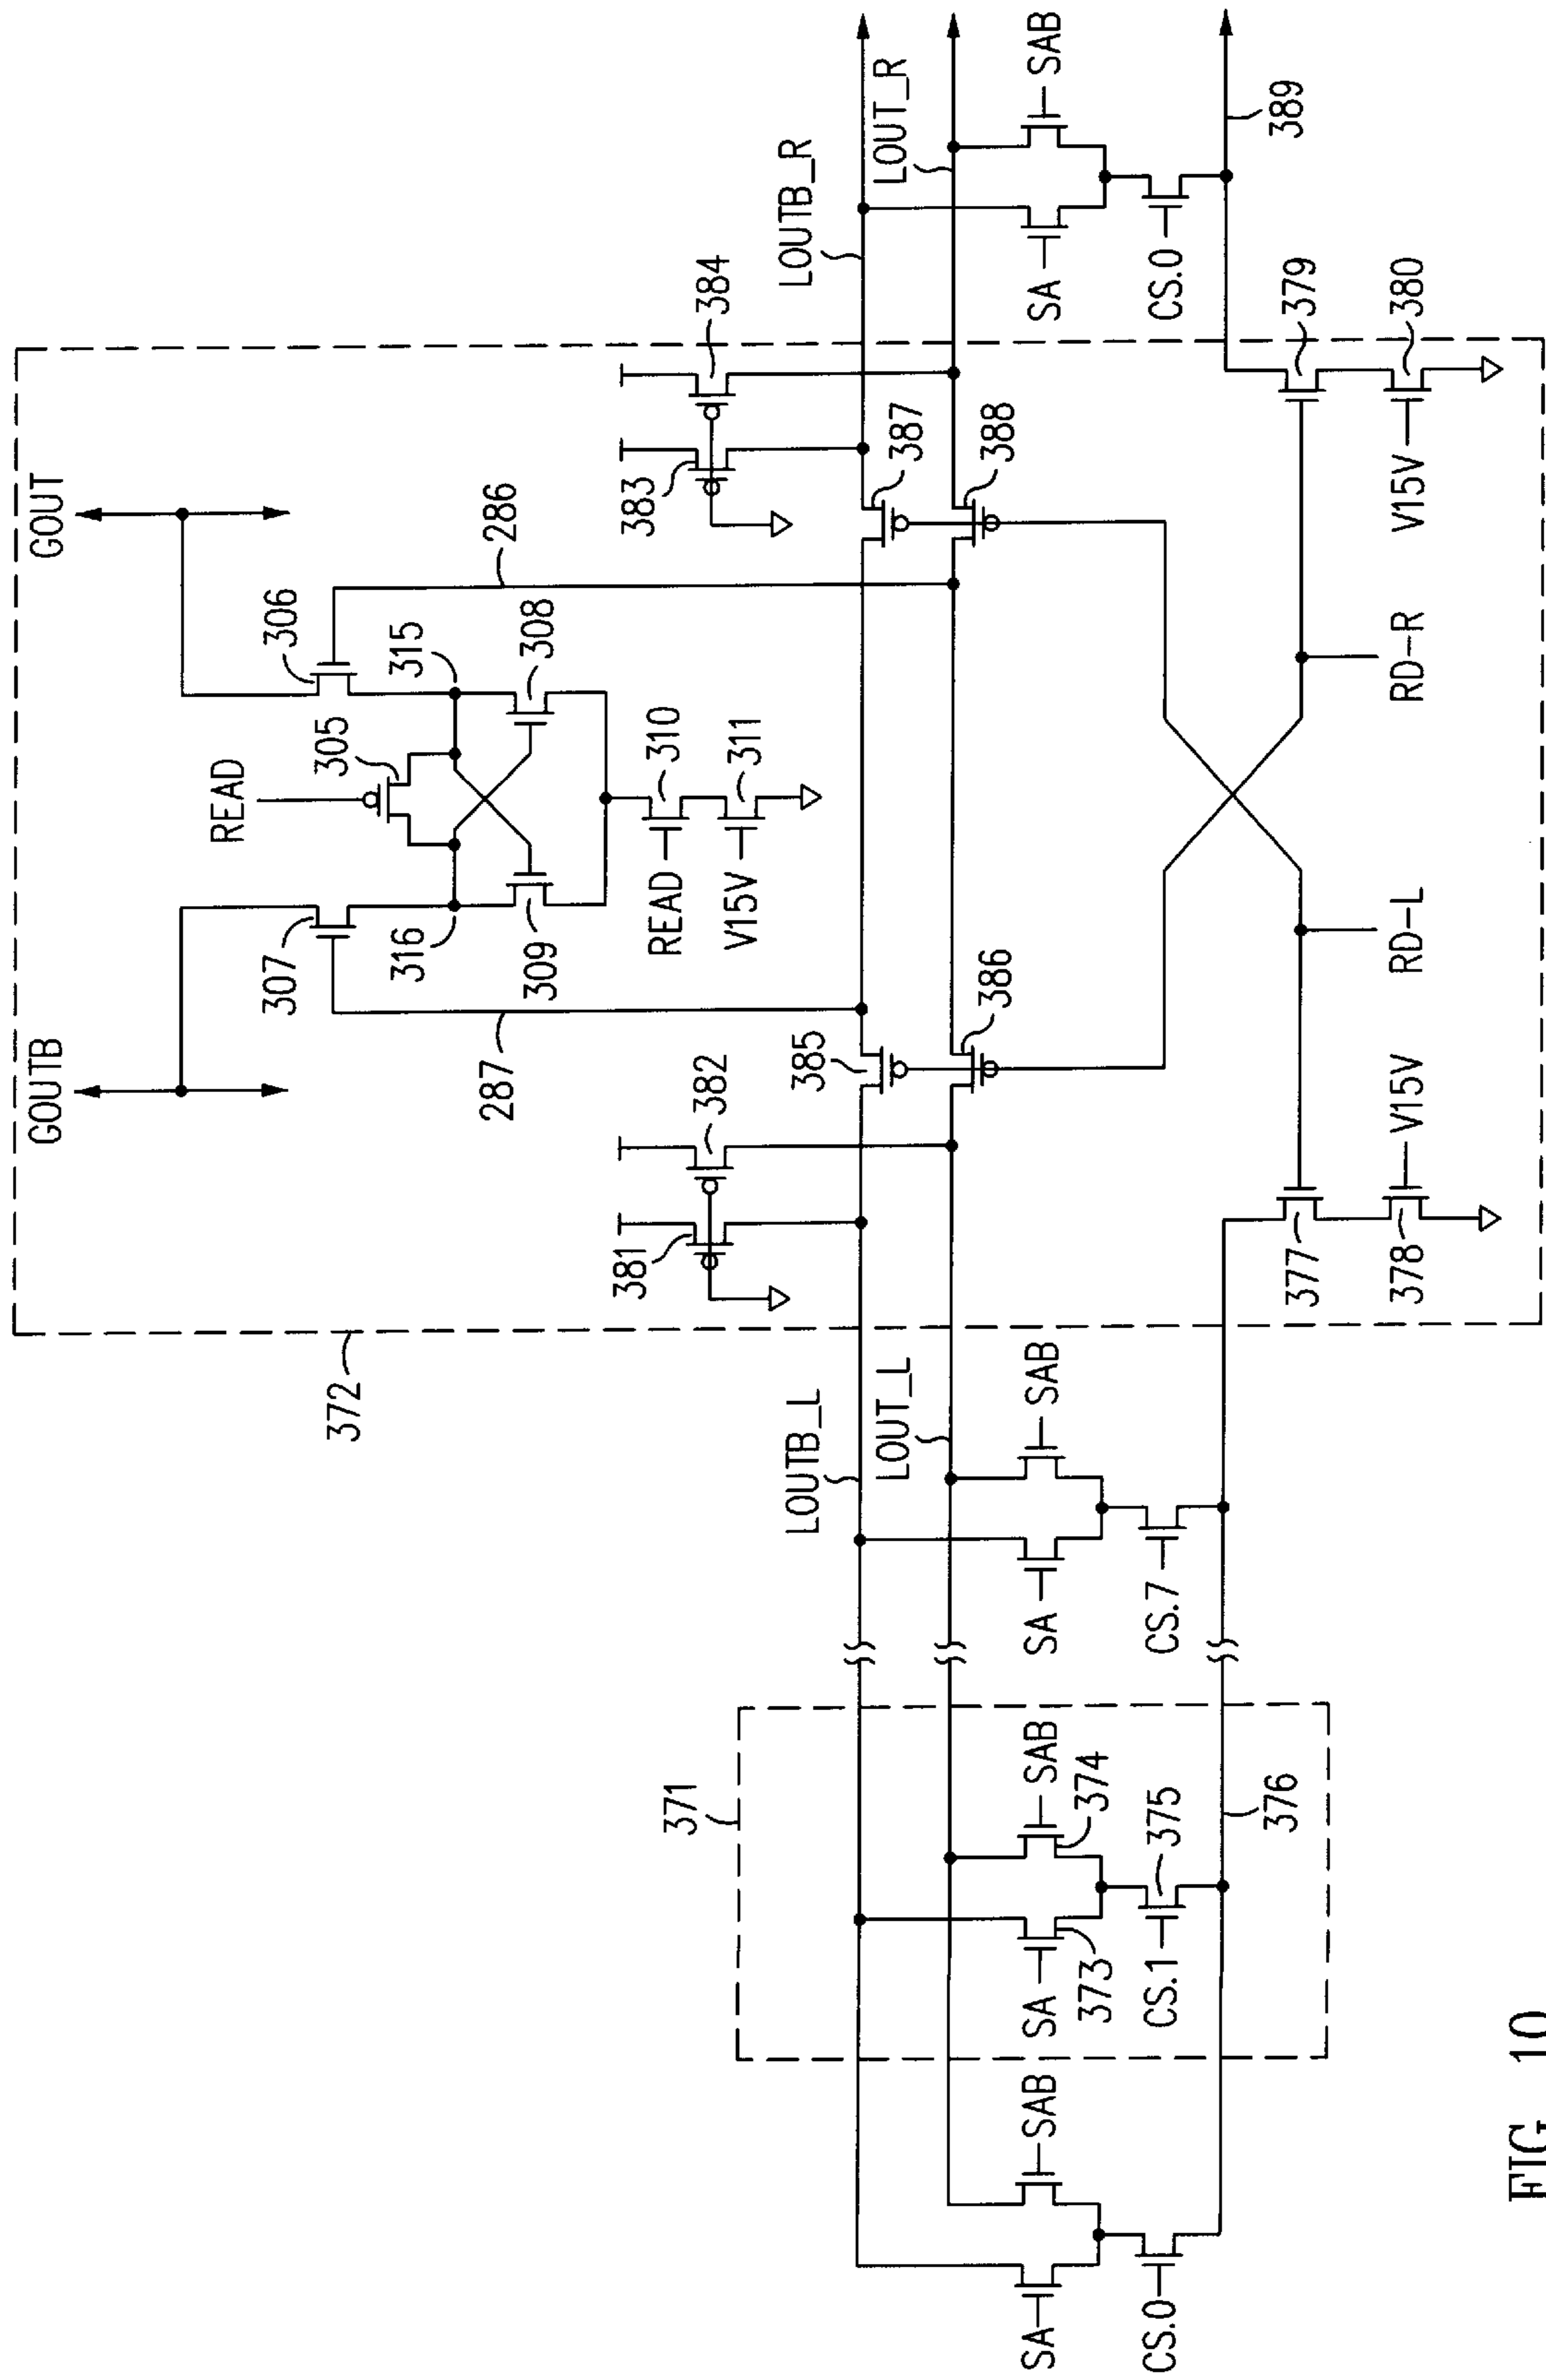 GOUTB
GOUT
READ
305
307
306
316
315
309
308
READ
310
V15V
311
287
286
372
381
382
383
384
385
386
387
388
LOUTB_L
LOUT_L
LOUTB_R
LOUT_R
371
SA
SAB
CS.0
SA
373
SAB
374
CS.1
375
376
SA
SAB
CS.7
SA
SAB
CS.0
389
377
378
V15V
RD-L
RD-R
379
V15V
380
FIG. 10